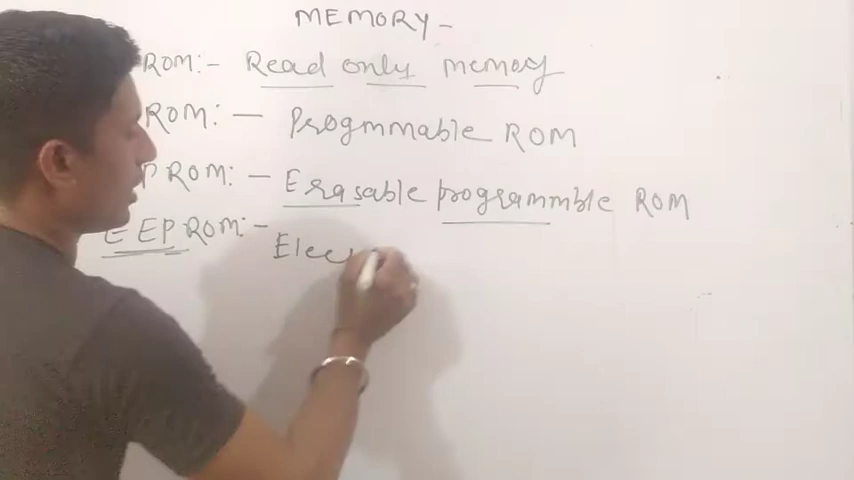 MEMORY -
ROM:- Read only memory
ROM: - Progmmable ROM
PROM: - Erasable programmble ROM
EEPROM:-
Elec